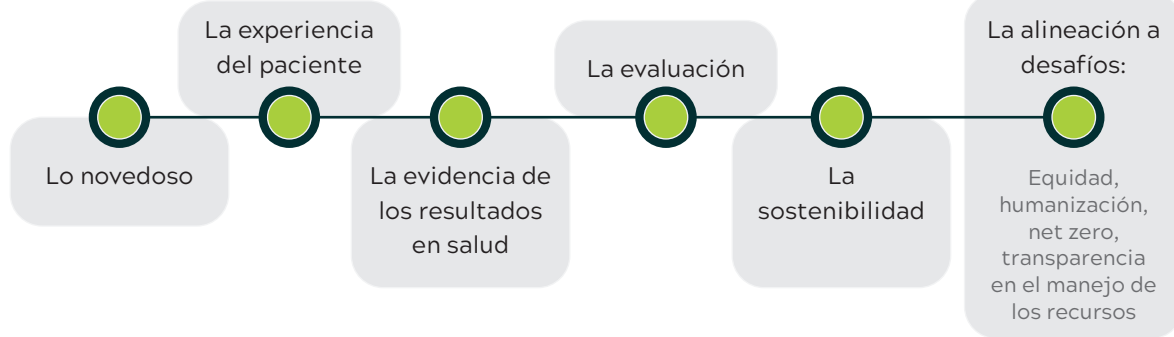 Lo novedoso
La experiencia
del paciente
La evidencia de
los resultados
en salud
La evaluación
La
sostenibilidad
La alineación a
desafíos:
Equidad,
humanización,
net zero,
transparencia
en el manejo de
los recursos